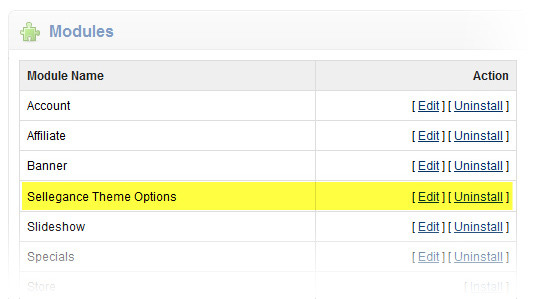 Modules
Module Name Action
Account [ Edit ] [ Uninstall ]
Affiliate [ Edit ] [ Uninstall ]
Banner [ Edit ] [ Uninstall ]
Sellegance Theme Options [ Edit ] [ Uninstall ]
Slideshow [ Edit ] [ Uninstall ]
Specials [ Edit ] [ Uninstall ]
Store [ Install ]